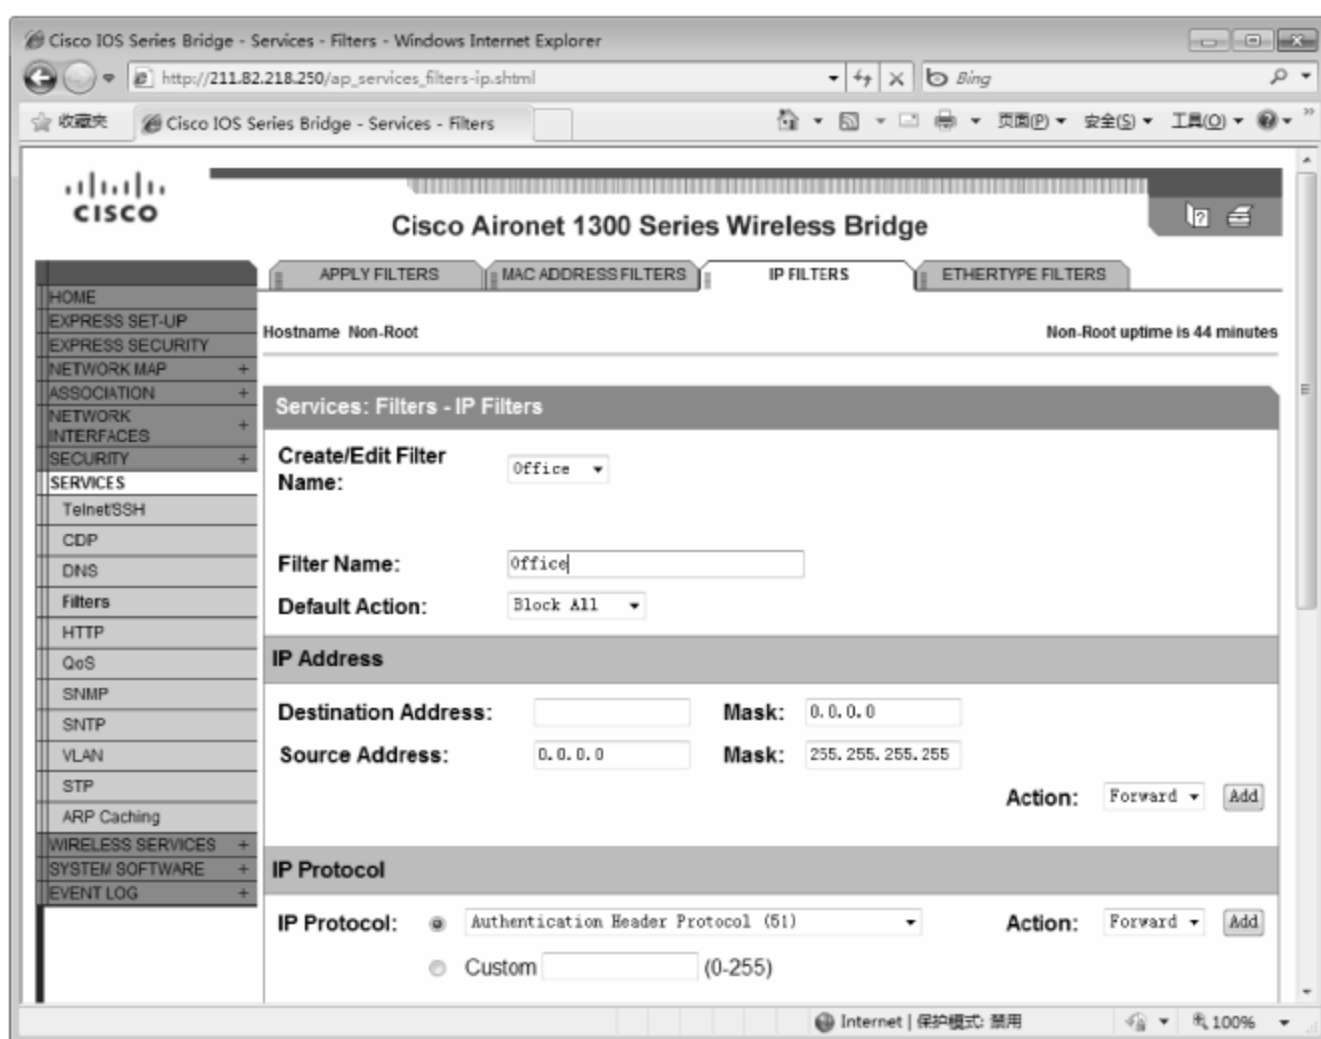 Cisco IOS Series Bridge - Services - Filters - Windows Internet Explorer
http://211.82.218.250/ap_services_filters-ip.shtml
Bing
收藏夹
Cisco IOS Series Bridge - Services - Filters
页面(P)
安全(S)
工具(O)
CISCO
Cisco Aironet 1300 Series Wireless Bridge
APPLY FILTERS
MAC ADDRESS FILTERS
IP FILTERS
ETHERTYPE FILTERS
HOME
EXPRESS SET-UP
EXPRESS SECURITY
NETWORK MAP +
ASSOCIATION +
NETWORK
INTERFACES +
SECURITY +
SERVICES
Telnet/SSH
CDP
DNS
Filters
HTTP
QoS
SNMP
SNTP
VLAN
STP
ARP Caching
WIRELESS SERVICES +
SYSTEM SOFTWARE +
EVENT LOG +
Hostname Non-Root
Non-Root uptime is 44 minutes
Services: Filters - IP Filters
Create/Edit Filter
Name:
Office
Filter Name:
Office
Default Action:
Block All
IP Address
Destination Address:
Mask: 0.0.0.0
Source Address: 0.0.0.0
Mask: 255.255.255.255
Action: Forward Add
IP Protocol
IP Protocol: Authentication Header Protocol (51)
Action: Forward Add
Custom (0-255)
Internet | 保护模式: 禁用
100%